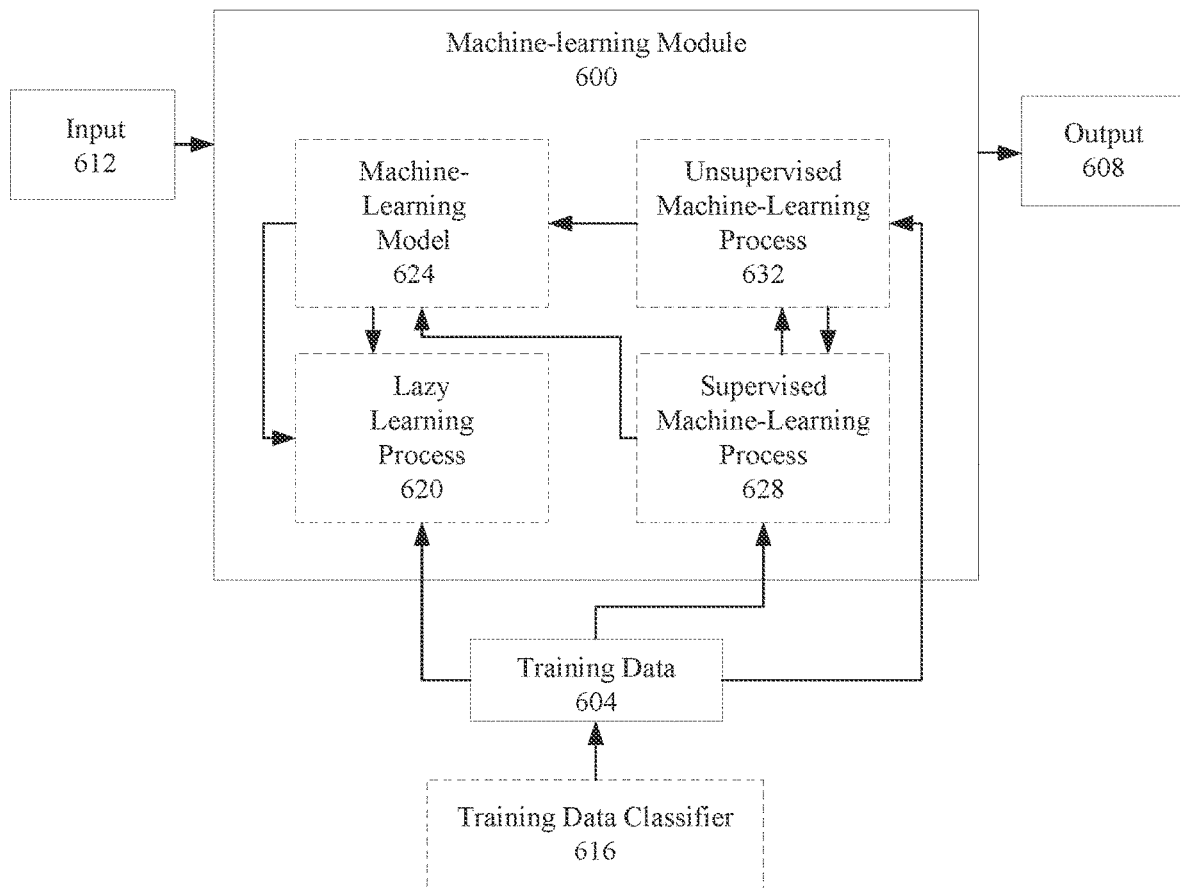 Machine-learning Module
600
Input
612
Output
608
Machine-
Learning
Model
624
Unsupervised
Machine-Learning
Process
632
Lazy
Learning
Process
620
Supervised
Machine-Learning
Process
628
Training Data
604
Training Data Classifier
616